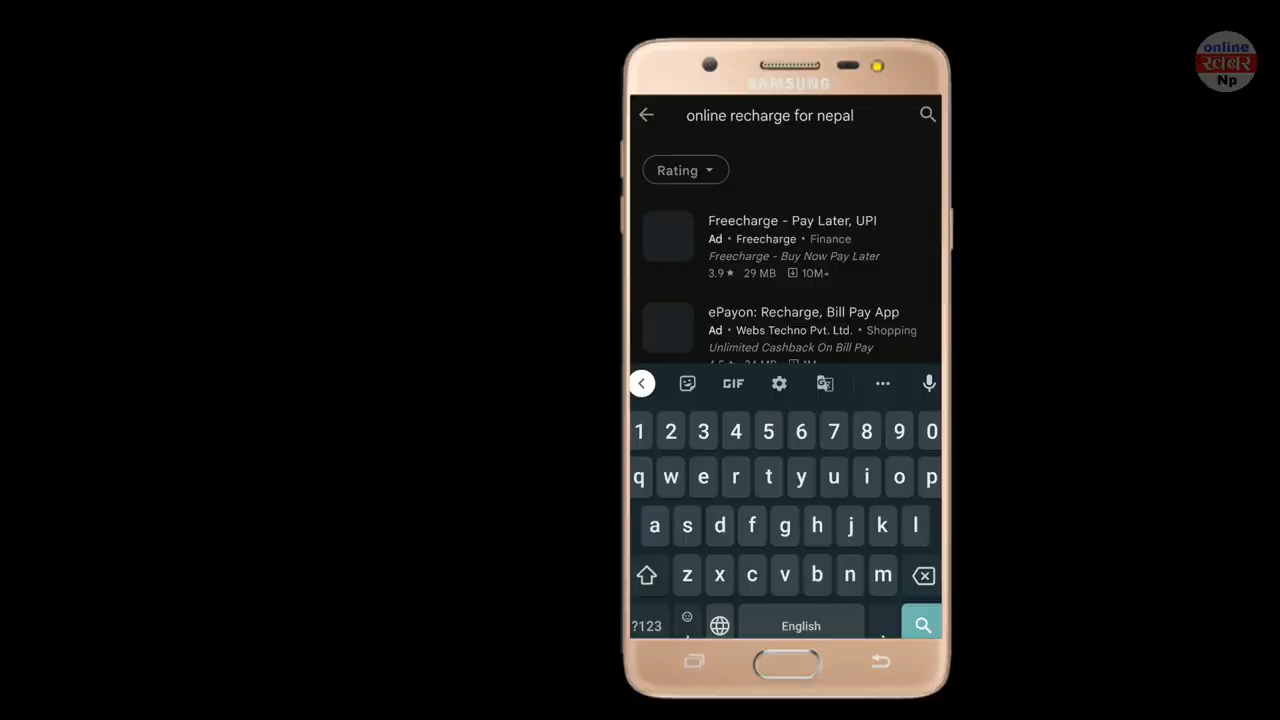 online
खबर
Np
SAMSUNG
online recharge for nepal
Rating
Freecharge - Pay Later, UPI
Ad • Freecharge • Finance
Freecharge - Buy Now Pay Later
3.9★ 29 MB 10M+
ePayon: Recharge, Bill Pay App
Ad • Webs Techno Pvt. Ltd. • Shopping
Unlimited Cashback On Bill Pay
GIF
1 2 3 4 5 6 7 8 9 0
q w e r t y u i o p
a s d f g h j k l
z x c v b n m
?123 , English .